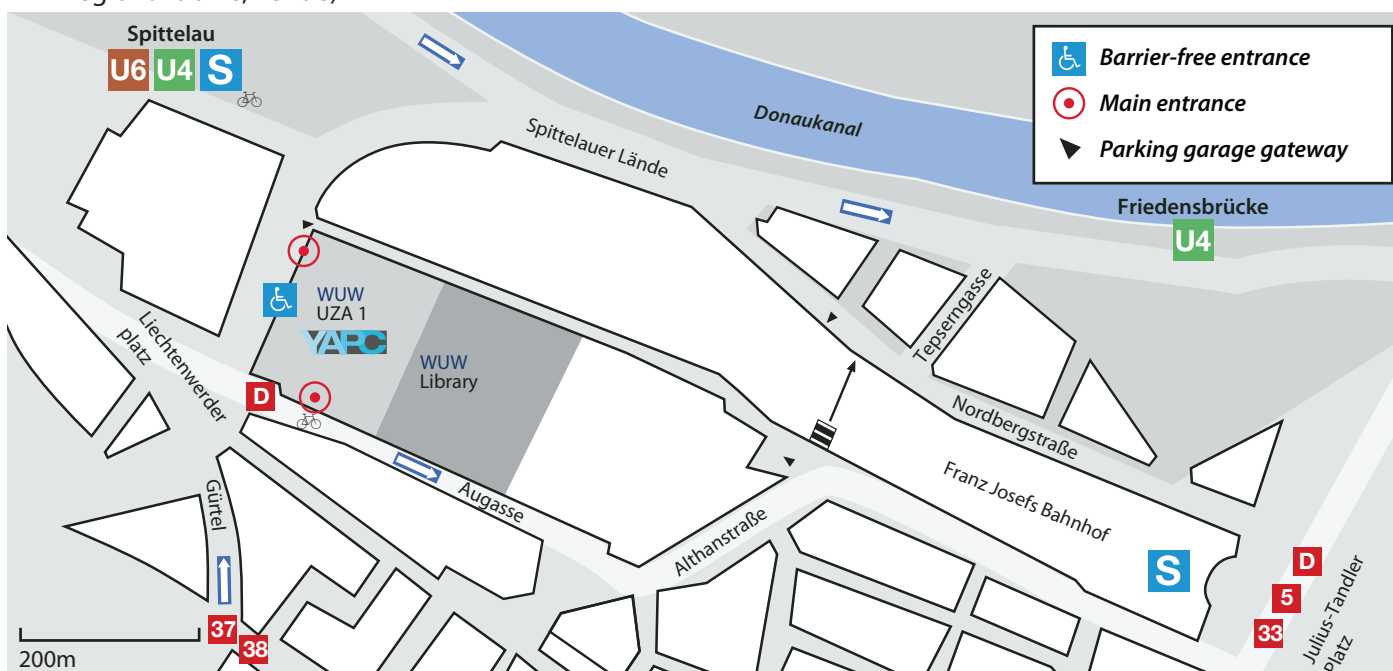 Spittelau
U6 U4 S
Barrier-free entrance
Main entrance
Parking garage gateway
Donaukanal
Spittelauer Lände
Friedensbrücke
U4
WUW
UZA 1
YAPC
WUW
Library
Liechtenwerder
platz
D
Tepserngasse
Nordbergstraße
Franz Josefs Bahnhof
Gürtel
Augasse
Althanstraße
S
D
5
33
Julius-Tandler
Platz
37
38
200m